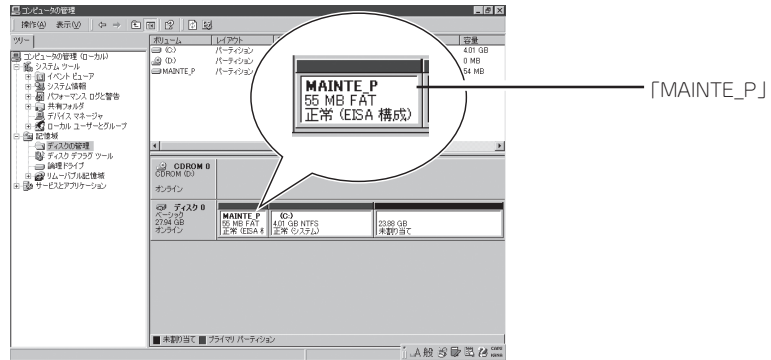 コンピュータの管理
操作(A) 表示(V)
ツリー
コンピュータの管理 (ローカル)
システム ツール
イベント ビューア
システム情報
パフォーマンス ログと警告
共有フォルダ
デバイス マネージャ
ローカル ユーザーとグループ
記憶域
ディスクの管理
ディスク デフラグ ツール
論理ドライブ
リムーバブル記憶域
サービスとアプリケーション
ボリューム レイアウト 容量
(C:) パーティション 4.01 GB
(D:) パーティション 0 MB
MAINTE_P パーティション 54 MB
MAINTE_P
55 MB FAT
正常 (EISA 構成)
「MAINTE_P」
CDROM 0
CDROM (D:)
オンライン
ディスク 0
ベーシック
27.94 GB
オンライン
MAINTE_P
55 MB FAT
正常 (EISA 構
(C:)
4.01 GB NTFS
正常 (システム)
23.88 GB
未割り当て
未割り当て プライマリ パーティション
A 般
CAPS
KANA